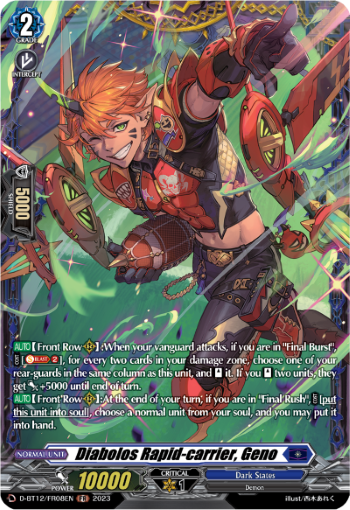 2
GRADE
INTERCEPT
5000
SHIELD
AUTO【Front Row】:When your vanguard attacks, if you are in "Final Burst",
COST [BLAST 2], for every two cards in your damage zone, choose one of your
rear-guards in the same column as this unit, and it. If you two units, they
get +5000 until end of turn.
AUTO【Front Row】:At the end of your turn, if you are in "Final Rush", COST [put
this unit into soul], choose a normal unit from your soul, and you may put it
into hand.
NORMAL UNIT
Diabolos Rapid-carrier, Geno
POWER 10000
CRITICAL
1
Dark States
Demon
D-BT12/FR08EN FR 2023
illust/西木あれく